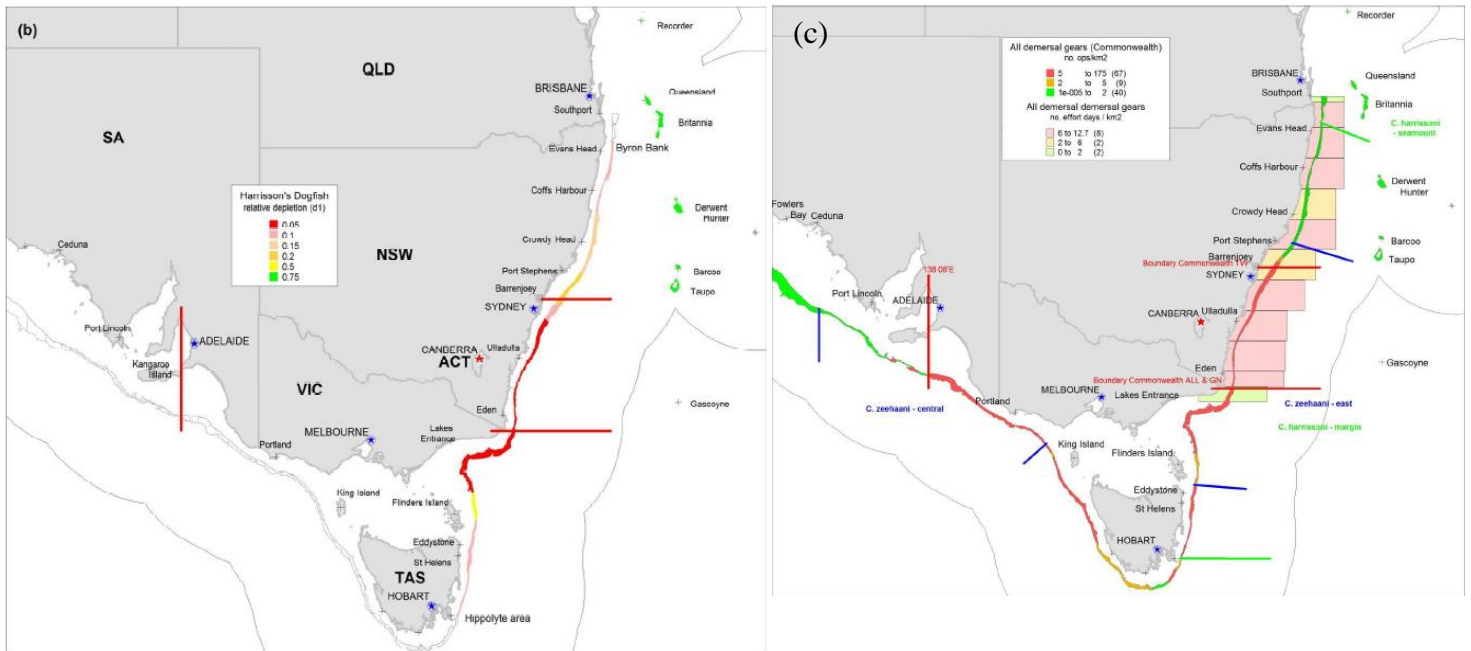 (b)
Recorder
QLD
BRISBANE
Southport
Queensland
Britannia
SA
Evans Head
Byron Bank
Harrisson's Dogfish
relative depletion (d1)
0.05
0.1
0.15
0.2
0.5
0.75
Coffs Harbour
Derwent
Hunter
NSW
Crowdy Head
Ceduna
Port Stephens
Barcoo
Barrenjoey
Taupo
SYDNEY
Port Lincoln
ADELAIDE
CANBERRA
Ulladulla
ACT
Kangaroo
Island
VIC
Gascoyne
Eden
MELBOURNE
Lakes
Entrance
Portland
King Island
Flinders Island
Eddystone
St Helens
TAS
HOBART
Hippolyte area
(c)
Recorder
All demersal gears (Commonwealth)
no. ops/km2
5 to 175 (67)
2 to 5 (9)
1e-005 to 2 (40)
All demersal demersal gears
no. effort days / km2
6 to 12.7 (8)
2 to 6 (2)
0 to 2 (2)
BRISBANE
Southport
Queensland
Britannia
Evans Head
C. harrissoni
- seamount
Coffs Harbour
Derwent
Hunter
Fowlers
Bay
Ceduna
Crowdy Head
Port Stephens
Barcoo
Barrenjoey
Taupo
Boundary Commonwealth TW
138 08'E
SYDNEY
Port Lincoln
ADELAIDE
CANBERRA
Ulladulla
Gascoyne
Eden
Boundary Commonwealth ALL & GN
MELBOURNE
Lakes Entrance
Portland
C. zeehaani - central
C. zeehaani - east
C. harrissoni - margin
King Island
Flinders Island
Eddystone
St Helens
HOBART